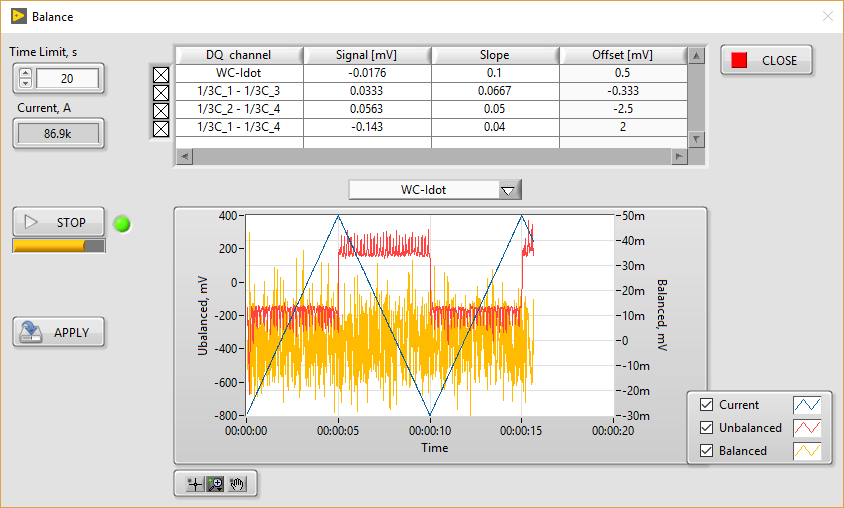 Balance
Time Limit, s
20
Current, A
86.9k
DQ channel Signal [mV] Slope Offset [mV]
WC-Idot -0.0176 0.1 0.5
1/3C_1 - 1/3C_3 0.0333 0.0667 -0.333
1/3C_2 - 1/3C_4 0.0563 0.05 -2.5
1/3C_1 - 1/3C_4 -0.143 0.04 2
CLOSE
WC-Idot
STOP
APPLY
Ubalanced, mV
400
200
0
-200
-400
-600
-800
50m
40m
30m
20m
10m
0
-10m
-20m
-30m
Balanced, mV
00:00:00 00:00:05 00:00:10 00:00:15 00:00:20
Time
Current
Unbalanced
Balanced